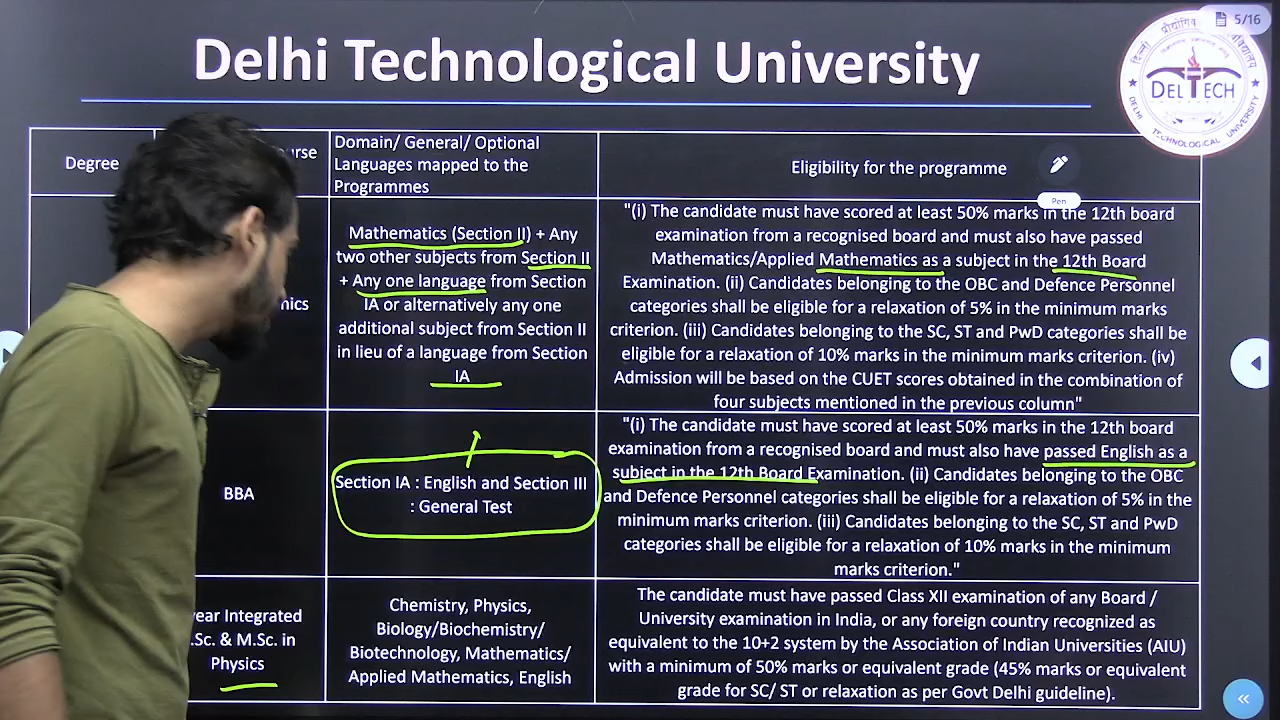 5/16
Delhi Technological University
DELTECH
DELHI TECHNOLOGICAL UNIVERSITY
Degree
Domain/ General/ Optional
Languages mapped to the
Programmes
Eligibility for the programme
Pen
Mathematics (Section II) + Any
two other subjects from Section II
+ Any one language from Section
IA or alternatively any one
additional subject from Section II
in lieu of a language from Section
IA
"(i) The candidate must have scored at least 50% marks in the 12th board
examination from a recognised board and must also have passed
Mathematics/Applied Mathematics as a subject in the 12th Board
Examination. (ii) Candidates belonging to the OBC and Defence Personnel
categories shall be eligible for a relaxation of 5% in the minimum marks
criterion. (iii) Candidates belonging to the SC, ST and PwD categories shall be
eligible for a relaxation of 10% marks in the minimum marks criterion. (iv)
Admission will be based on the CUET scores obtained in the combination of
four subjects mentioned in the previous column"
BBA
Section IA : English and Section III
: General Test
"(i) The candidate must have scored at least 50% marks in the 12th board
examination from a recognised board and must also have passed English as a
subject in the 12th Board Examination. (ii) Candidates belonging to the OBC
and Defence Personnel categories shall be eligible for a relaxation of 5% in the
minimum marks criterion. (iii) Candidates belonging to the SC, ST and PwD
categories shall be eligible for a relaxation of 10% marks in the minimum
marks criterion."
Integrated
.Sc. & M.Sc. in
Physics
Chemistry, Physics,
Biology/Biochemistry/
Biotechnology, Mathematics/
Applied Mathematics, English
The candidate must have passed Class XII examination of any Board /
University examination in India, or any foreign country recognized as
equivalent to the 10+2 system by the Association of Indian Universities (AIU)
with a minimum of 50% marks or equivalent grade (45% marks or equivalent
grade for SC/ ST or relaxation as per Govt Delhi guideline).